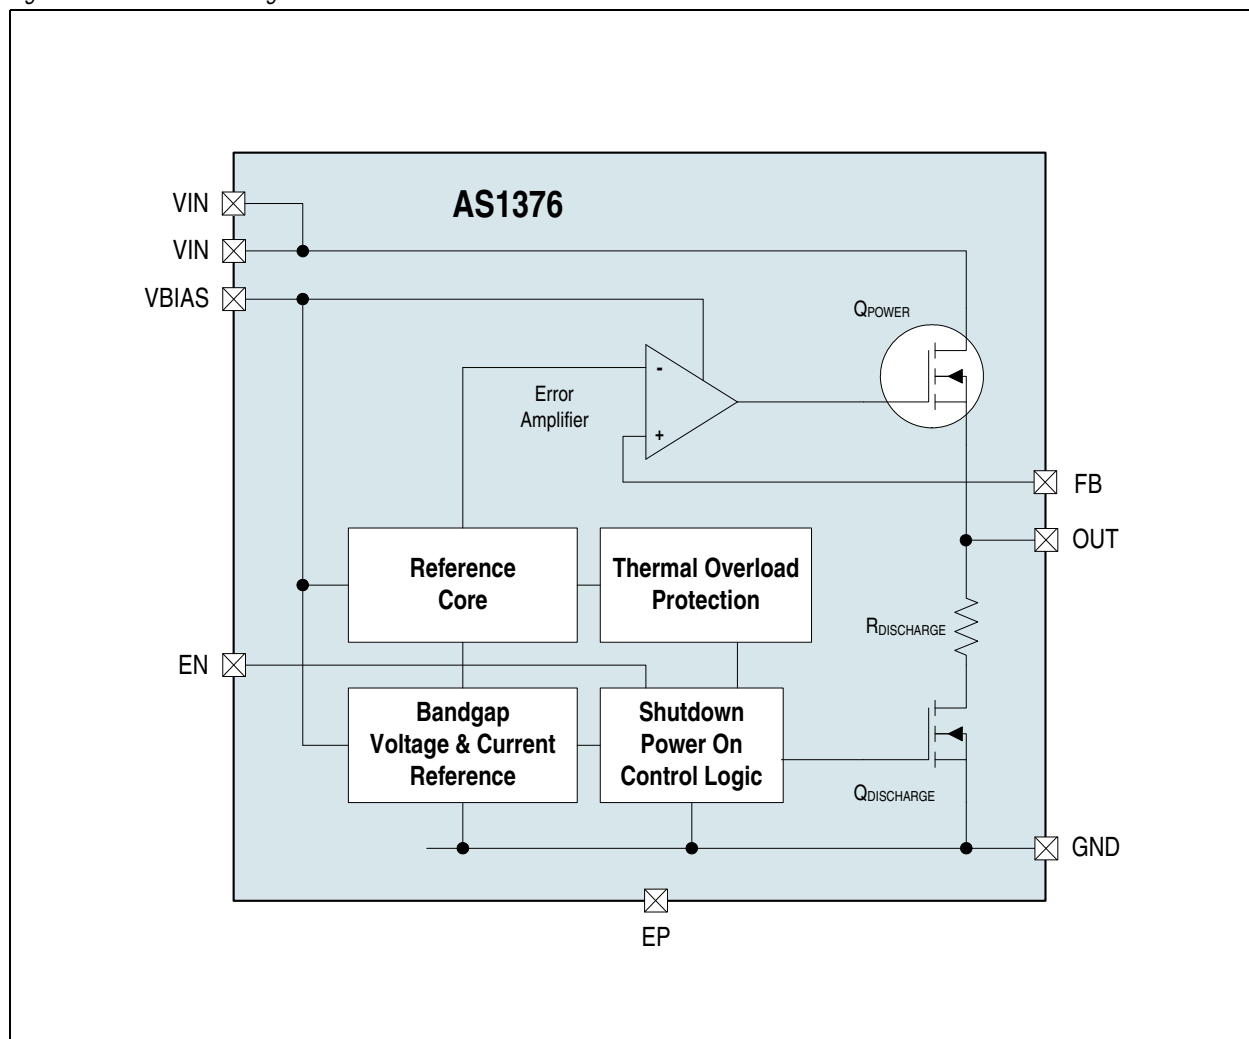 AS1376
VIN
VIN
VBIAS
QPOWER
-
Error
Amplifier
+
FB
OUT
Reference
Core
Thermal Overload
Protection
RDISCHARGE
EN
Bandgap
Voltage & Current
Reference
Shutdown
Power On
Control Logic
QDISCHARGE
GND
EP